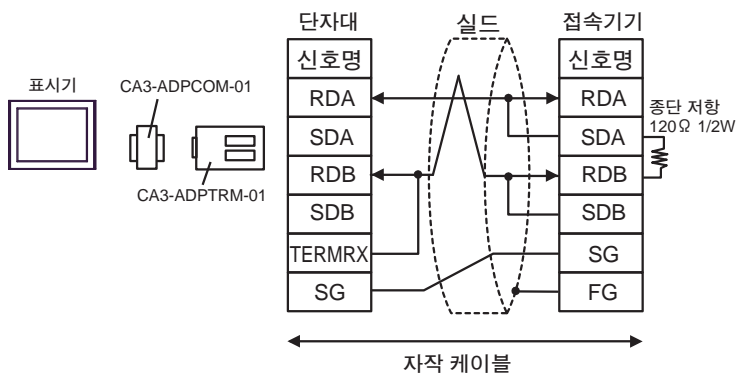 단자대
실드
접속기기
신호명
신호명
표시기
CA3-ADPCOM-01
CA3-ADPTRM-01
RDA
SDA
RDB
SDB
TERMRX
SG
RDA
SDA
RDB
SDB
SG
FG
종단 저항
120Ω 1/2W
자작 케이블